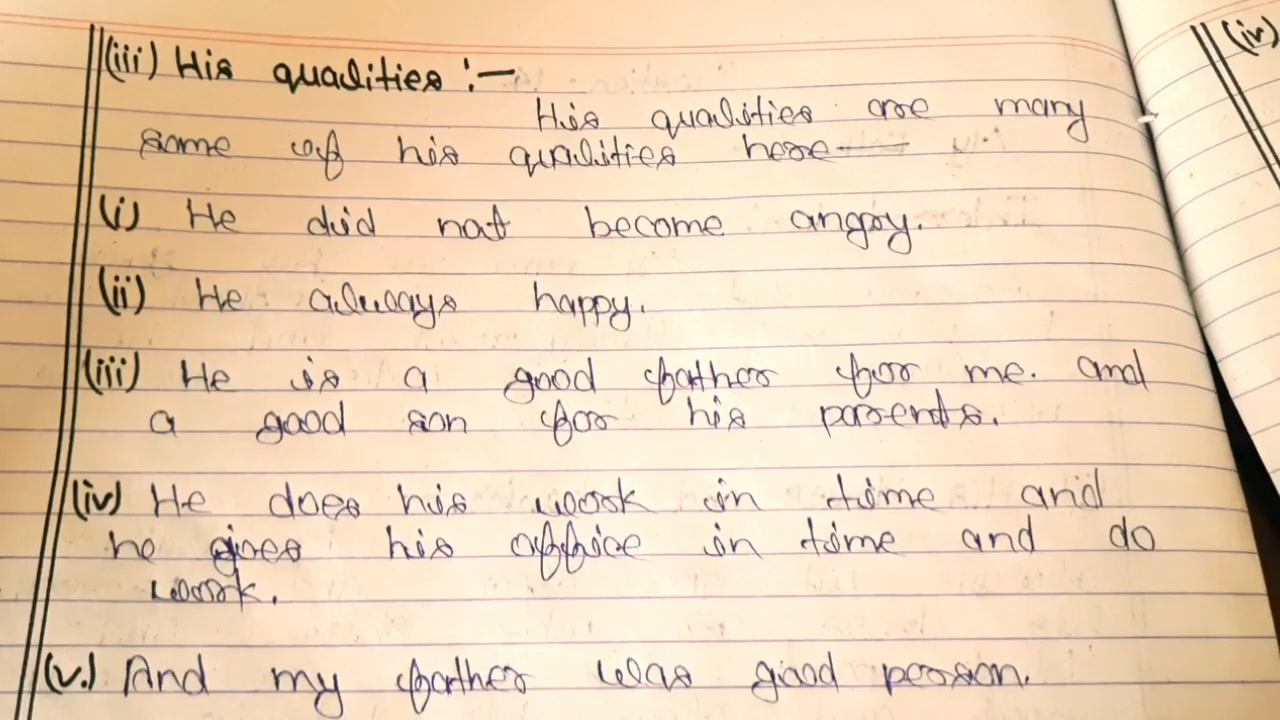 (iii) His qualities :-
His qualities are many
some of his qualities here—
(i) He did not become angry.
(ii) He always happy.
(iii) He is a good father for me. and
a good son for his parents.
(iv) He does his work in time and
he goes his office in time and do
work.
(v.) And my father was good person.
(iv)